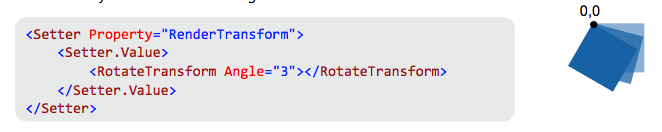 0,0
<Setter Property="RenderTransform">
<Setter.Value>
<RotateTransform Angle="3"></RotateTransform>
</Setter.Value>
</Setter>